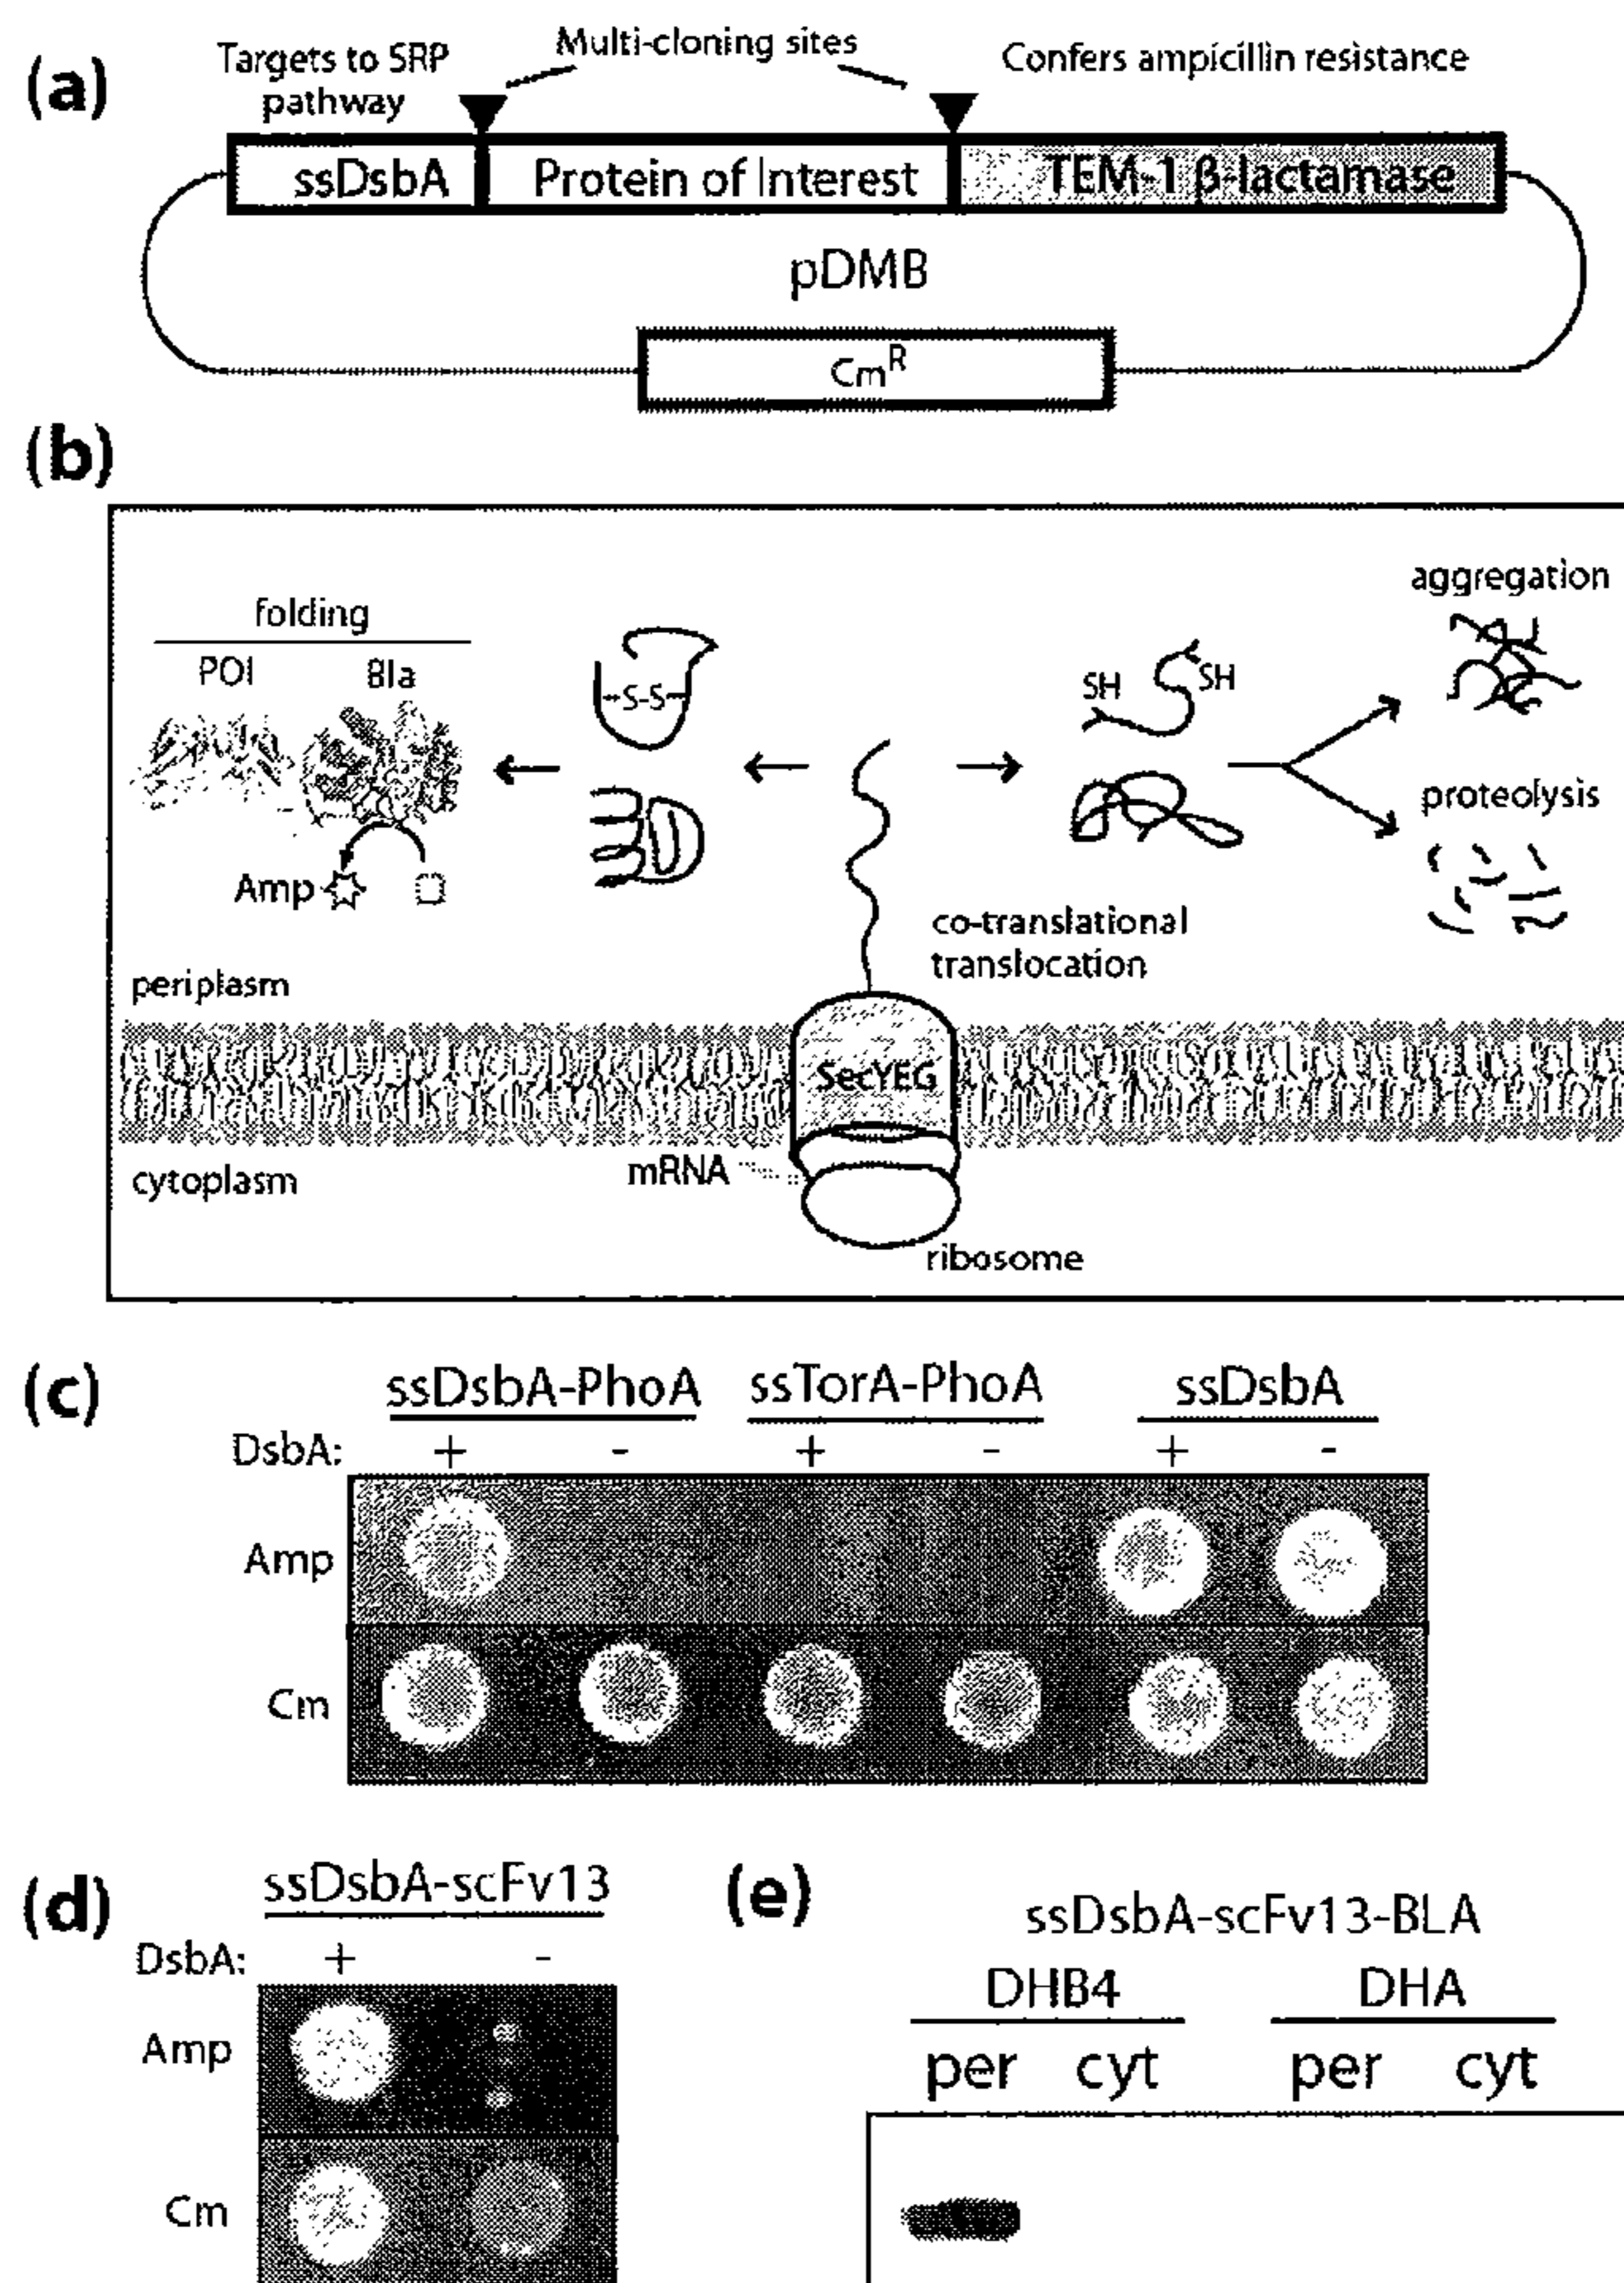 (a)
Targets to SRP
pathway
Multi-cloning sites
Confers ampicillin resistance
ssDsbA
Protein of Interest
TEM-1 β-lactamase
pDMB
Cm^R
(b)
folding
POI Bla
S-S
SH SH
aggregation
proteolysis
Amp
co-translational
translocation
periplasm
SecYEG
mRNA
cytoplasm
ribosome
(c)
ssDsbA-PhoA ssTorA-PhoA ssDsbA
DsbA: + - + - + -
Amp
Cm
(d)
ssDsbA-scFv13
DsbA: + -
Amp
Cm
(e)
ssDsbA-scFv13-BLA
DHB4 DHA
per cyt per cyt